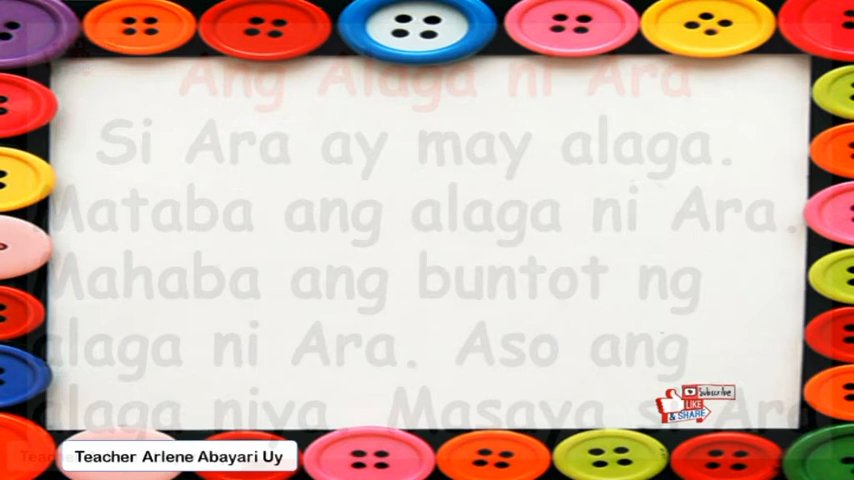 Ang Alaga ni Ara
Si Ara ay may alaga.
Mataba ang alaga ni Ara.
Mahaba ang buntot ng
alaga ni Ara. Aso ang
alaga niya. Masaya si Ara
Subscribe
LIKE
& SHARE
Teacher Arlene Abayari Uy